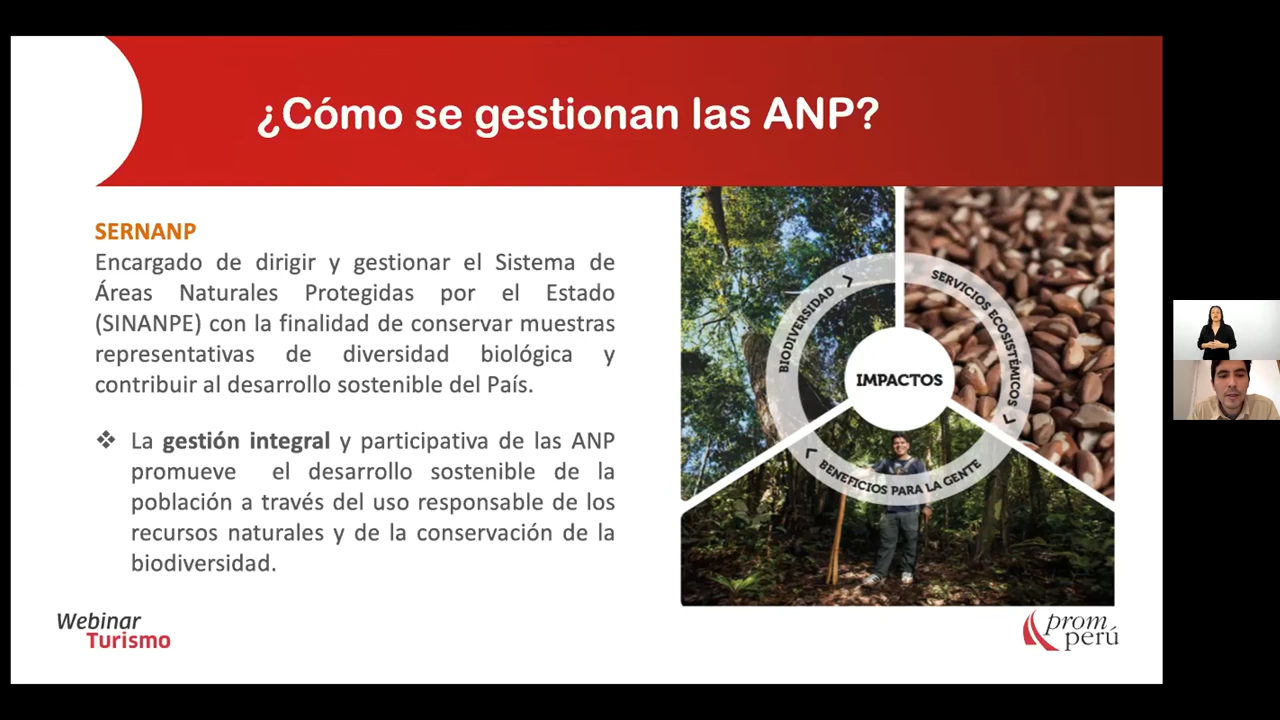 ¿Cómo se gestionan las ANP?
SERNANP
Encargado de dirigir y gestionar el Sistema de
Áreas Naturales Protegidas por el Estado
(SINANPE) con la finalidad de conservar muestras
representativas de diversidad biológica y
contribuir al desarrollo sostenible del País.
❖ La gestión integral y participativa de las ANP
promueve el desarrollo sostenible de la
población a través del uso responsable de los
recursos naturales y de la conservación de la
biodiversidad.
BIODIVERSIDAD
SERVICIOS ECOSISTÉMICOS
IMPACTOS
BENEFICIOS PARA LA GENTE
Webinar
Turismo
prom
perú